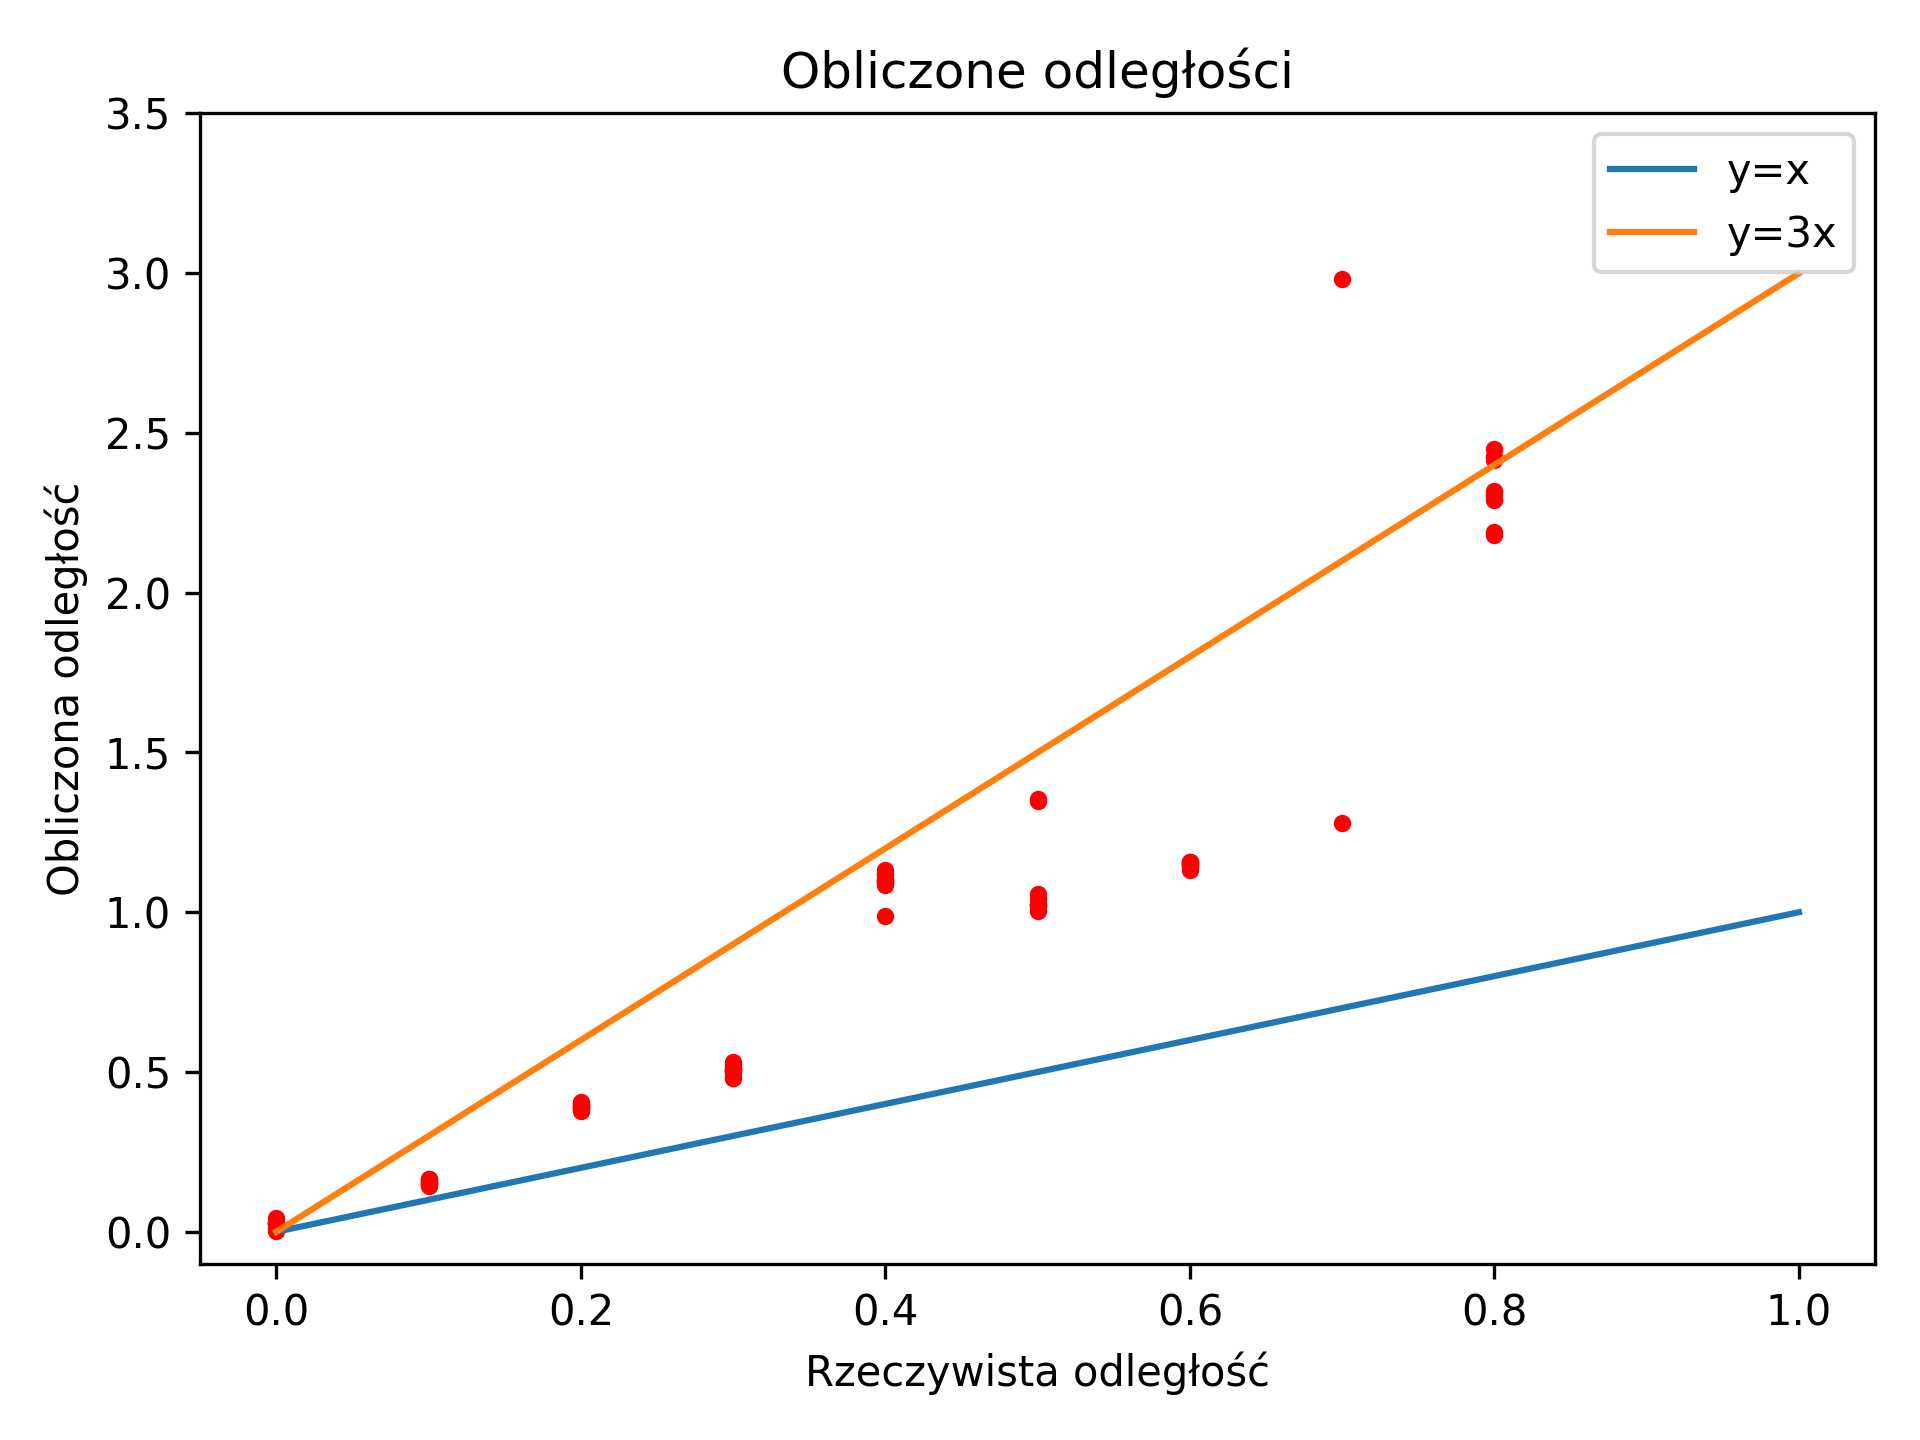 Obliczone odległości
3.5
3.0
2.5
2.0
1.5
1.0
0.5
0.0
Obliczona odległość
y=x
y=3x
0.0 0.2 0.4 0.6 0.8 1.0
Rzeczywista odległość